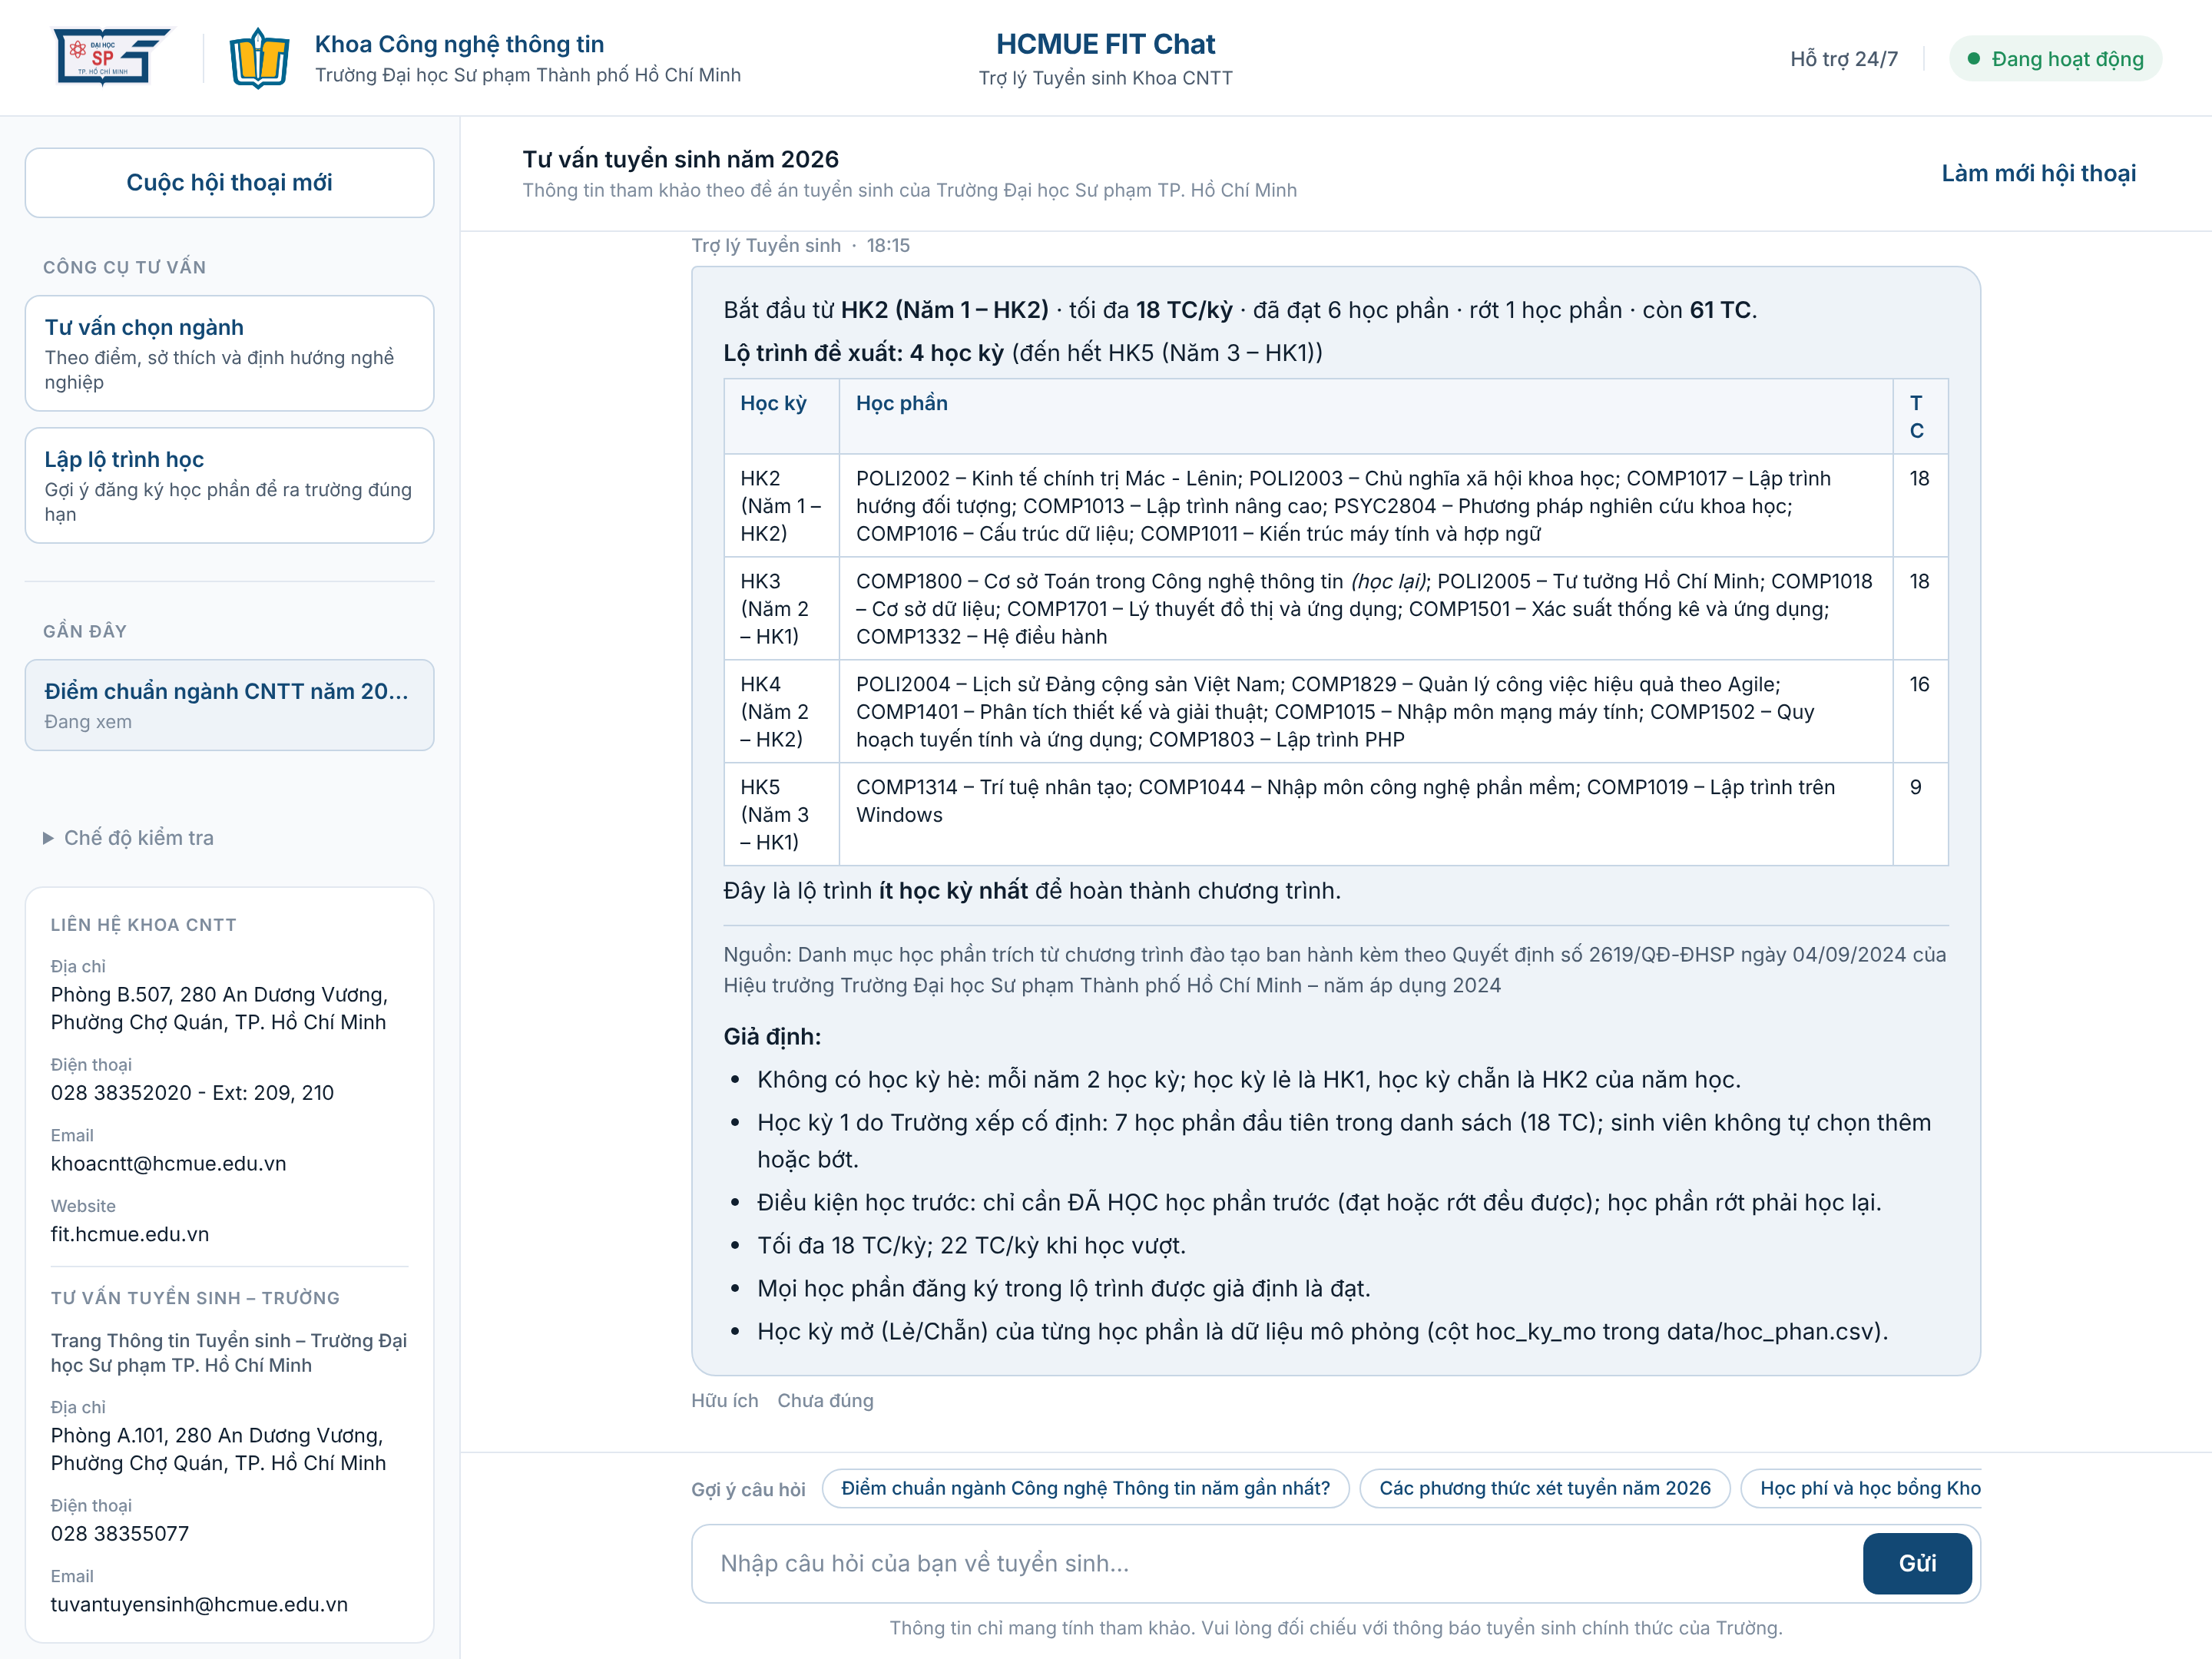 ĐẠI HỌC
SP
TP. HỒ CHÍ MINH
Khoa Công nghệ thông tin
Trường Đại học Sư phạm Thành phố Hồ Chí Minh
HCMUE FIT Chat
Trợ lý Tuyển sinh Khoa CNTT
Hỗ trợ 24/7
Đang hoạt động
Cuộc hội thoại mới
CÔNG CỤ TƯ VẤN
Tư vấn chọn ngành
Theo điểm, sở thích và định hướng nghề
nghiệp
Lập lộ trình học
Gợi ý đăng ký học phần để ra trường đúng
hạn
GẦN ĐÂY
Điểm chuẩn ngành CNTT năm 20...
Đang xem
Chế độ kiểm tra
LIÊN HỆ KHOA CNTT
Địa chỉ
Phòng B.507, 280 An Dương Vương,
Phường Chợ Quán, TP. Hồ Chí Minh
Điện thoại
028 38352020 - Ext: 209, 210
Email
khoacntt@hcmue.edu.vn
Website
fit.hcmue.edu.vn
TƯ VẤN TUYỂN SINH – TRƯỜNG
Trang Thông tin Tuyển sinh – Trường Đại
học Sư phạm TP. Hồ Chí Minh
Địa chỉ
Phòng A.101, 280 An Dương Vương,
Phường Chợ Quán, TP. Hồ Chí Minh
Điện thoại
028 38355077
Email
tuvantuyensinh@hcmue.edu.vn
Tư vấn tuyển sinh năm 2026
Thông tin tham khảo theo đề án tuyển sinh của Trường Đại học Sư phạm TP. Hồ Chí Minh
Làm mới hội thoại
Trợ lý Tuyển sinh · 18:15
Bắt đầu từ HK2 (Năm 1 – HK2) · tối đa 18 TC/kỳ · đã đạt 6 học phần · rớt 1 học phần · còn 61 TC.
Lộ trình đề xuất: 4 học kỳ (đến hết HK5 (Năm 3 – HK1))
Học kỳ
Học phần
T
C
HK2
(Năm 1 –
HK2)
POLI2002 – Kinh tế chính trị Mác - Lênin; POLI2003 – Chủ nghĩa xã hội khoa học; COMP1017 – Lập trình
hướng đối tượng; COMP1013 – Lập trình nâng cao; PSYC2804 – Phương pháp nghiên cứu khoa học;
COMP1016 – Cấu trúc dữ liệu; COMP1011 – Kiến trúc máy tính và hợp ngữ
18
HK3
(Năm 2
– HK1)
COMP1800 – Cơ sở Toán trong Công nghệ thông tin (học lại); POLI2005 – Tư tưởng Hồ Chí Minh; COMP1018
– Cơ sở dữ liệu; COMP1701 – Lý thuyết đồ thị và ứng dụng; COMP1501 – Xác suất thống kê và ứng dụng;
COMP1332 – Hệ điều hành
18
HK4
(Năm 2
– HK2)
POLI2004 – Lịch sử Đảng cộng sản Việt Nam; COMP1829 – Quản lý công việc hiệu quả theo Agile;
COMP1401 – Phân tích thiết kế và giải thuật; COMP1015 – Nhập môn mạng máy tính; COMP1502 – Quy
hoạch tuyến tính và ứng dụng; COMP1803 – Lập trình PHP
16
HK5
(Năm 3
– HK1)
COMP1314 – Trí tuệ nhân tạo; COMP1044 – Nhập môn công nghệ phần mềm; COMP1019 – Lập trình trên
Windows
9
Đây là lộ trình ít học kỳ nhất để hoàn thành chương trình.
Nguồn: Danh mục học phần trích từ chương trình đào tạo ban hành kèm theo Quyết định số 2619/QĐ-ĐHSP ngày 04/09/2024 của
Hiệu trưởng Trường Đại học Sư phạm Thành phố Hồ Chí Minh – năm áp dụng 2024
Giả định:
• Không có học kỳ hè: mỗi năm 2 học kỳ; học kỳ lẻ là HK1, học kỳ chẵn là HK2 của năm học.
• Học kỳ 1 do Trường xếp cố định: 7 học phần đầu tiên trong danh sách (18 TC); sinh viên không tự chọn thêm
hoặc bớt.
• Điều kiện học trước: chỉ cần ĐÃ HỌC học phần trước (đạt hoặc rớt đều được); học phần rớt phải học lại.
• Tối đa 18 TC/kỳ; 22 TC/kỳ khi học vượt.
• Mọi học phần đăng ký trong lộ trình được giả định là đạt.
• Học kỳ mở (Lẻ/Chẵn) của từng học phần là dữ liệu mô phỏng (cột hoc_ky_mo trong data/hoc_phan.csv).
Hữu ích Chưa đúng
Gợi ý câu hỏi
Điểm chuẩn ngành Công nghệ Thông tin năm gần nhất?
Các phương thức xét tuyển năm 2026
Học phí và học bổng Kho
Nhập câu hỏi của bạn về tuyển sinh...
Gửi
Thông tin chỉ mang tính tham khảo. Vui lòng đối chiếu với thông báo tuyển sinh chính thức của Trường.